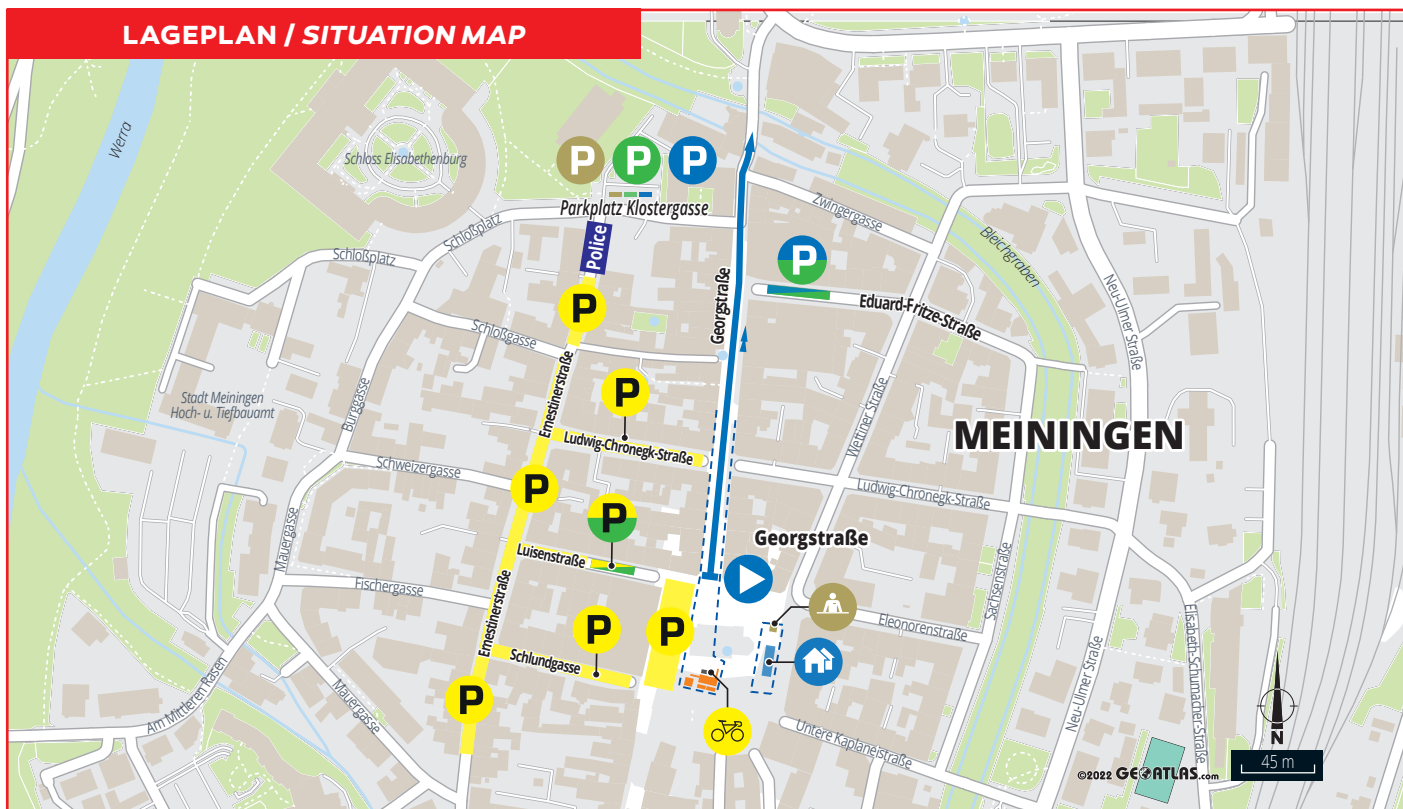 LAGEPLAN / SITUATION MAP
Werra
Schloss Elisabethenburg
P
P
P
Parkplatz Klostergasse
Schloßplatz
Schloßplatz
Police
Zwingergasse
Bleichgraben
P
Georgstraße
Eduard-Fritze-Straße
Neu-Ulmer Straße
P
Schloßgasse
Stadt Meiningen
Hoch- u. Tiefbauamt
Burggasse
Ernestinerstraße
P
Wettiner Straße
MEININGEN
Ludwig-Chronegk-Straße
Schweizergasse
P
Ludwig-Chronegk-Straße
P
Mauergasse
Georgstraße
Luisenstraße
Fischergasse
Sachsenstraße
Ernestinerstraße
P
P
Eleonorenstraße
Elisabeth-Schumacher-Straße
Schlundgasse
Am Mittleren Rasen
Mauergasse
P
Neu-Ulmer Straße
Untere Kaplaneistraße
N
45 m
©2022 GEOATLAS.com